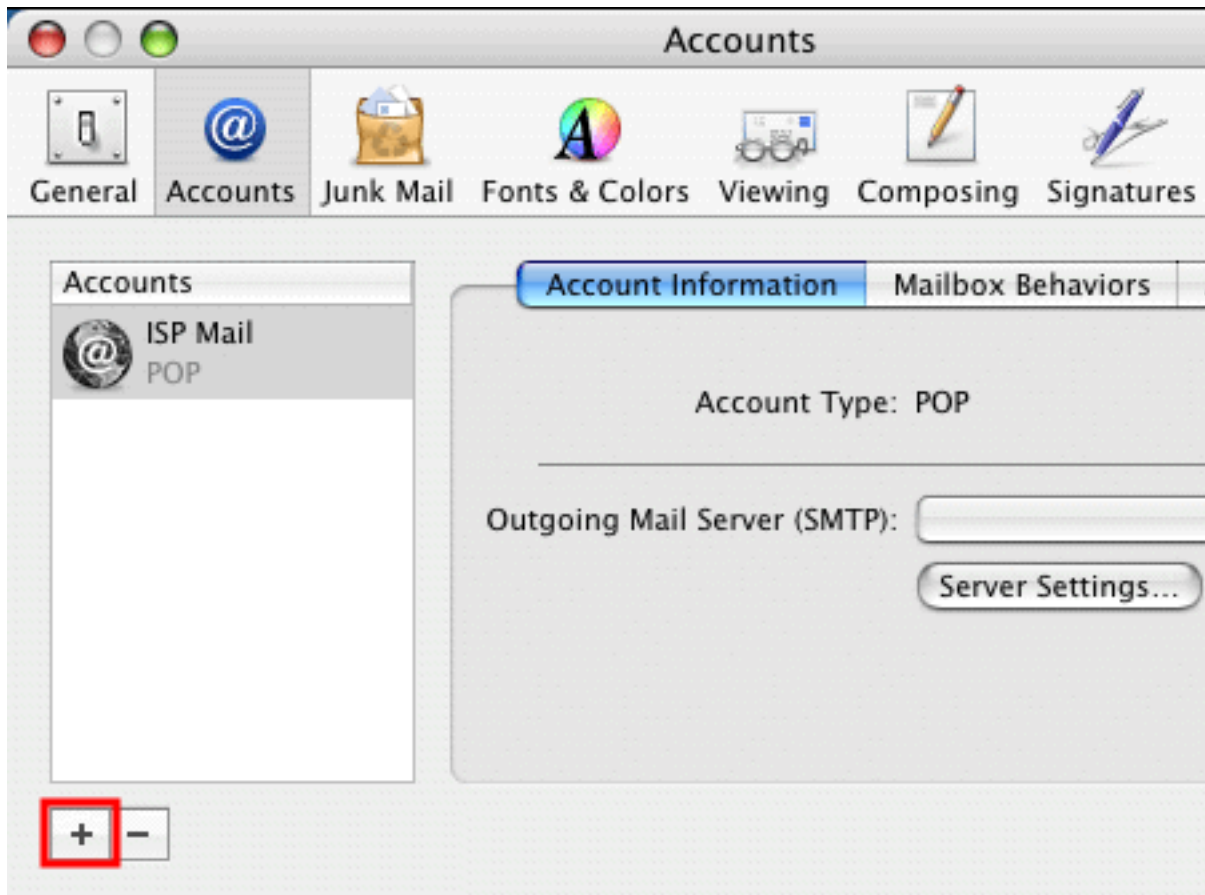 Accounts
General Accounts Junk Mail Fonts & Colors Viewing Composing Signatures
Accounts
ISP Mail
POP
Account Information Mailbox Behaviors
Account Type: POP
Outgoing Mail Server (SMTP):
Server Settings...
+ −